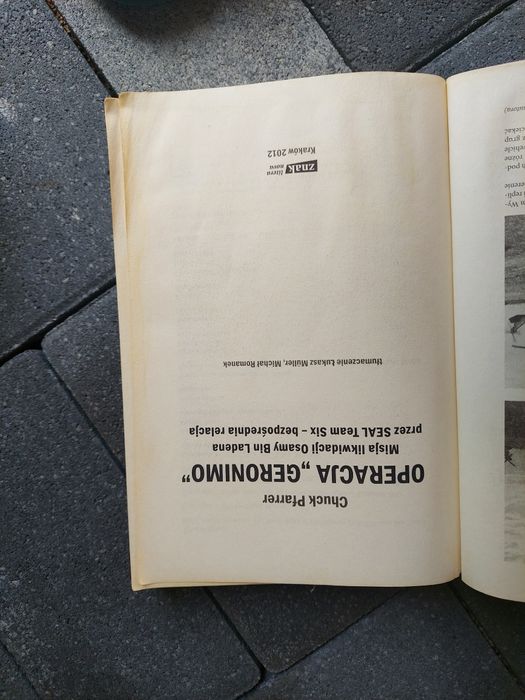 Chuck Pfarrer
OPERACJA „GERONIMO”
Misja likwidacji Osamy Bin Ladena
przez SEAL Team Six – bezpośrednia relacja
tłumaczenie Łukasz Müller, Michał Romanek
znak
litera
nova
Kraków 2012